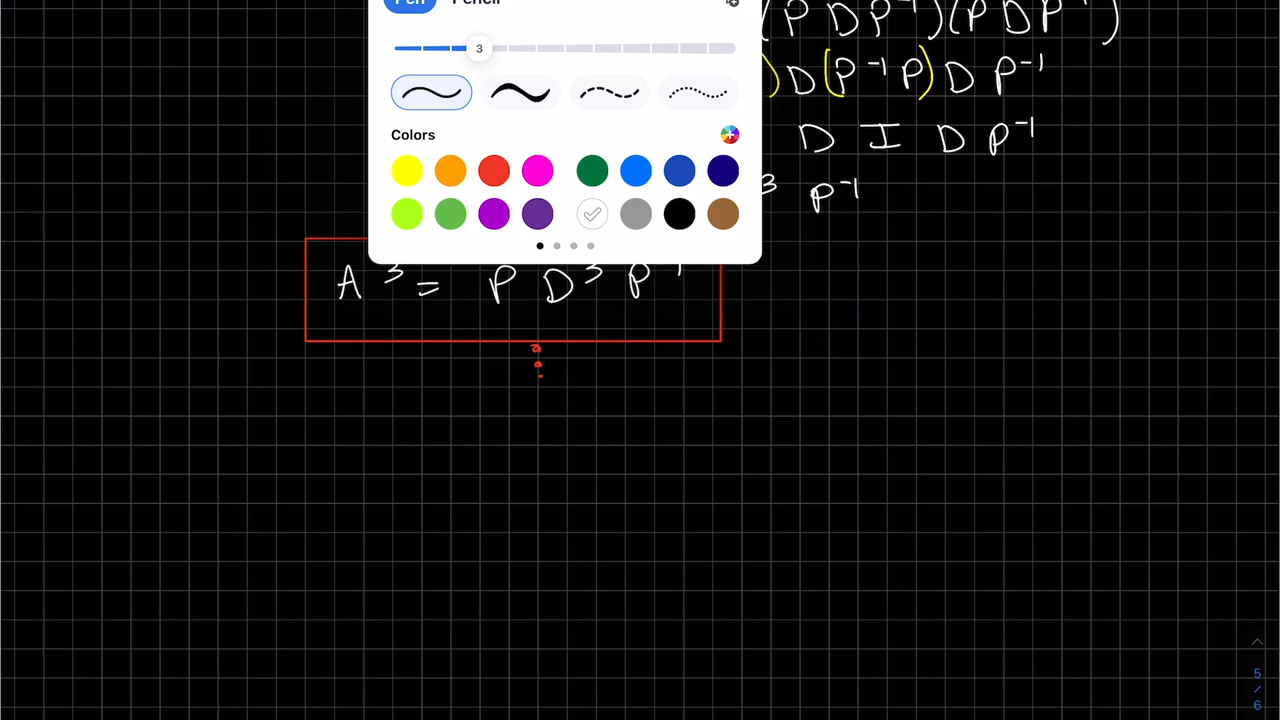 Pen Pencil
(P D P⁻¹)(P D P⁻¹)
3
) D (P⁻¹ P) D P⁻¹
Colors
D I D P⁻¹
3 P⁻¹
A³ = P D³ P⁻¹
5
/
6